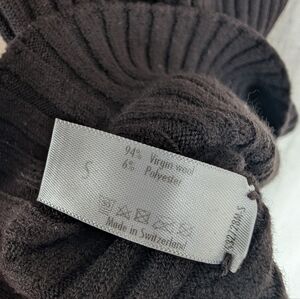 S
94% Virgin wool
6% Polyester
Made in Switzerland